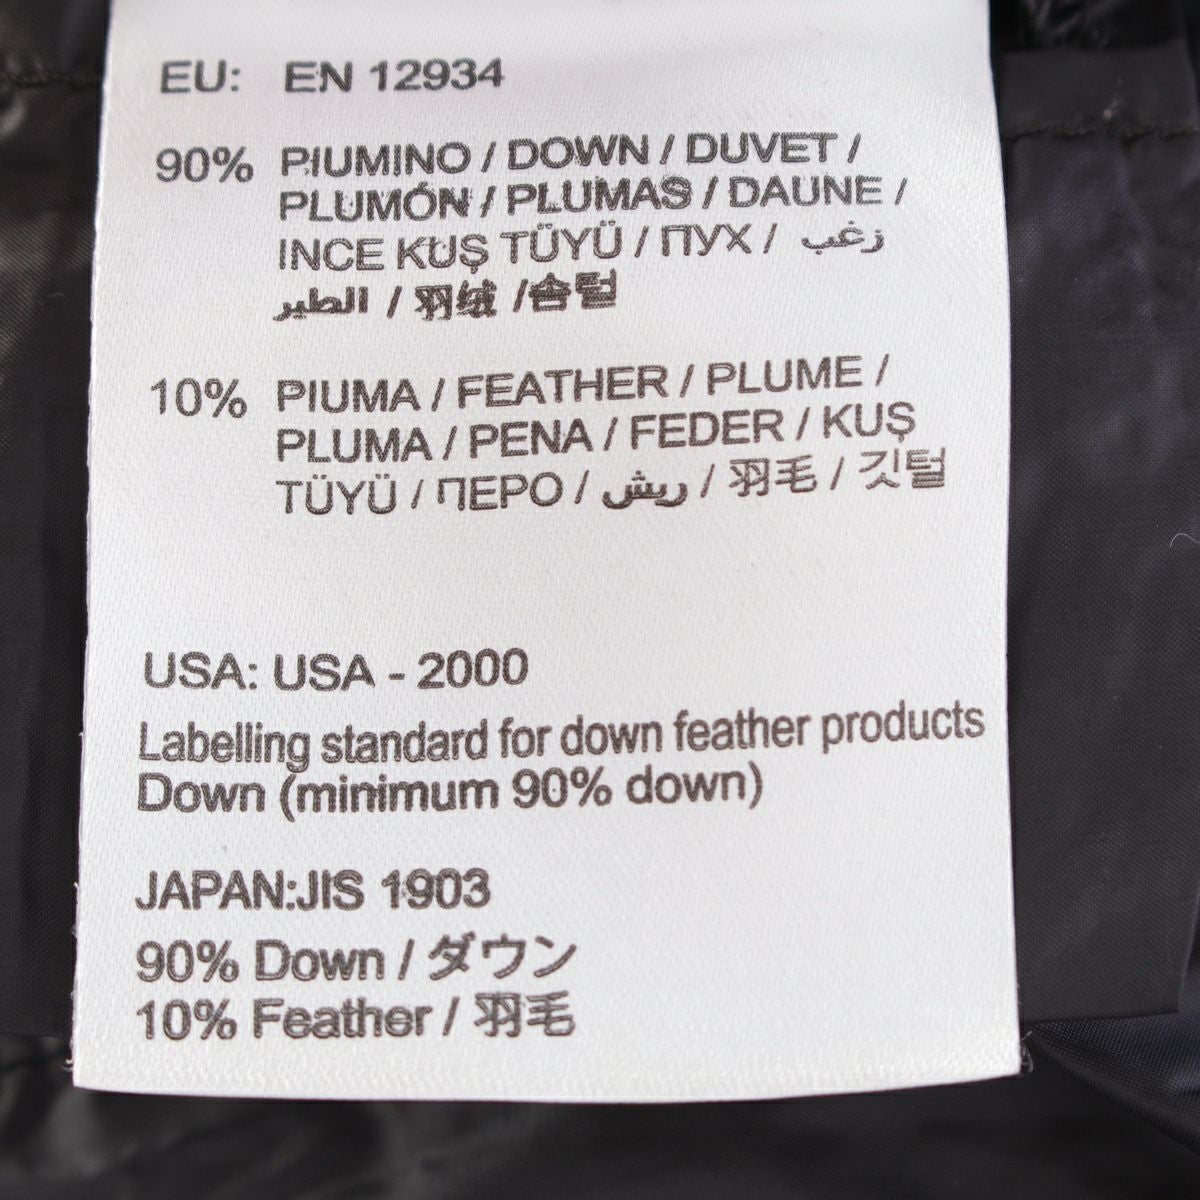 EU: EN 12934
90% PIUMINO / DOWN / DUVET /
PLUMÓN / PLUMAS / DAUNE /
INCE KUŞ TÜYÜ / ПУХ / زغب
الطير / 羽绒 /솜털
10% PIUMA / FEATHER / PLUME /
PLUMA / PENA / FEDER / KUŞ
TÜYÜ / ПЕРО / ريش / 羽毛 / 깃털
USA: USA - 2000
Labelling standard for down feather products
Down (minimum 90% down)
JAPAN:JIS 1903
90% Down / ダウン
10% Feather / 羽毛